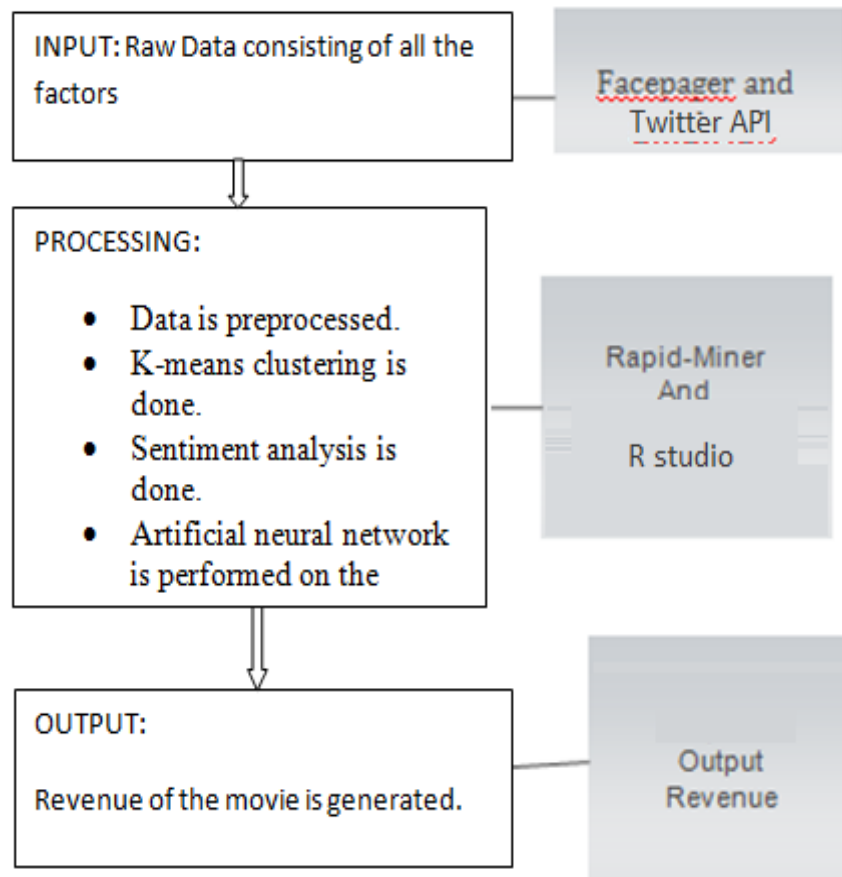 INPUT: Raw Data consisting of all the
factors
Facepager and
Twitter API
PROCESSING:
• Data is preprocessed.
• K-means clustering is
done.
• Sentiment analysis is
done.
• Artificial neural network
is performed on the
Rapid-Miner
And
R studio
OUTPUT:
Revenue of the movie is generated.
Output
Revenue